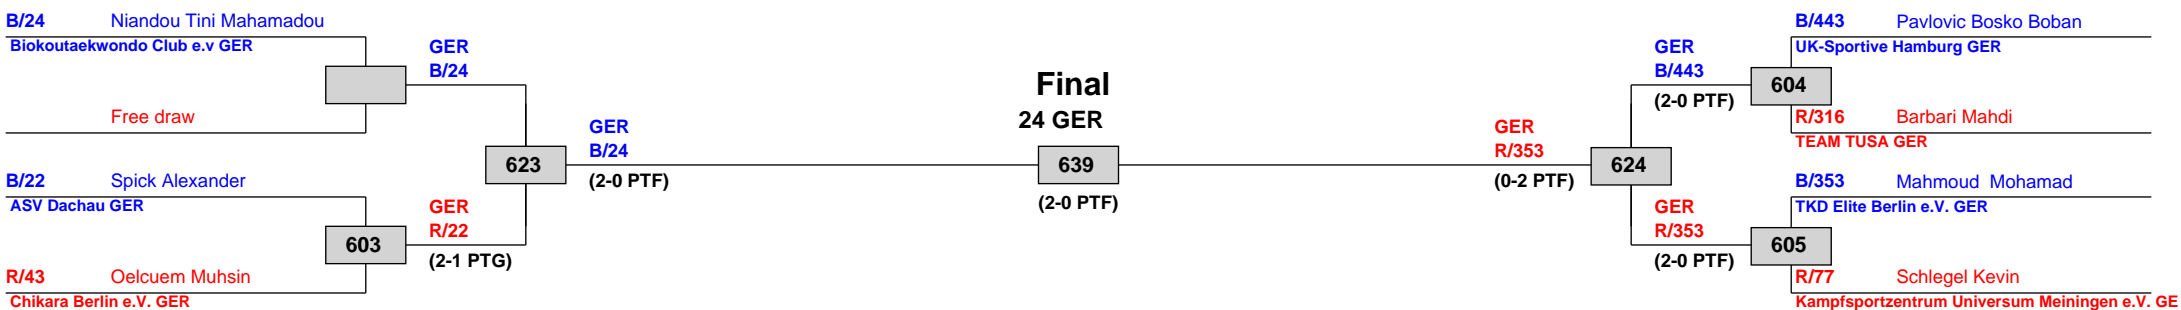 B/24 Niandou Tini Mahamadou
Biokoutaekwondo Club e.v GER
Free draw
GER
B/24
B/22 Spick Alexander
ASV Dachau GER
603
R/43 Oelcuem Muhsin
Chikara Berlin e.V. GER
GER
R/22
(2-1 PTG)
623
GER
B/24
(2-0 PTF)
Final
24 GER
639
(2-0 PTF)
GER
R/353
(0-2 PTF)
624
GER
B/443
(2-0 PTF)
604
B/443 Pavlovic Bosko Boban
UK-Sportive Hamburg GER
R/316 Barbari Mahdi
TEAM TUSA GER
GER
R/353
(2-0 PTF)
605
B/353 Mahmoud  Mohamad
TKD Elite Berlin e.V. GER
R/77 Schlegel Kevin
Kampfsportzentrum Universum Meiningen e.V. GE